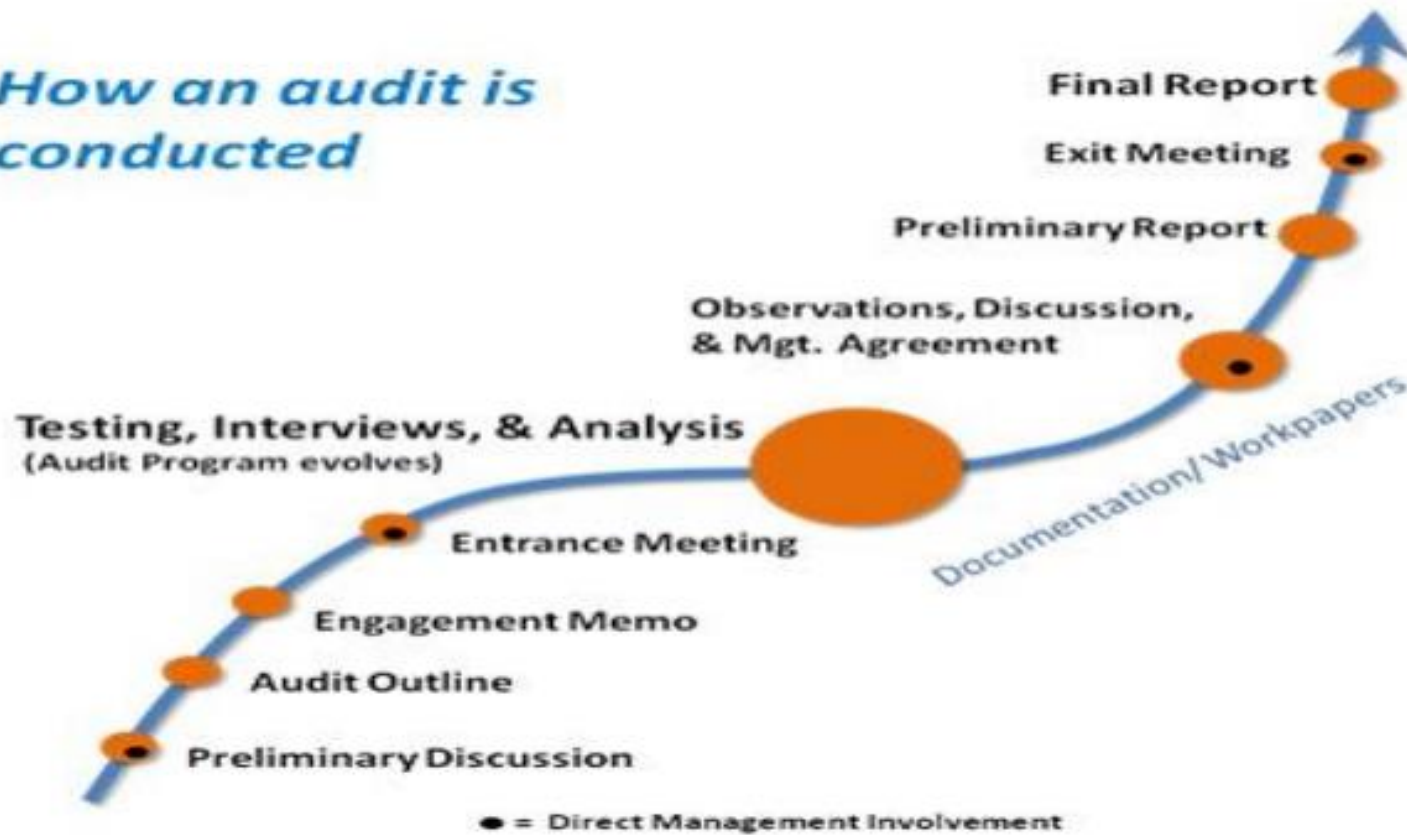 How an audit is
conducted
Final Report
Exit Meeting
Preliminary Report
Observations, Discussion,
& Mgt. Agreement
Testing, Interviews, & Analysis
(Audit Program evolves)
Documentation/ Workpapers
Entrance Meeting
Engagement Memo
Audit Outline
Preliminary Discussion
● = Direct Management Involvement